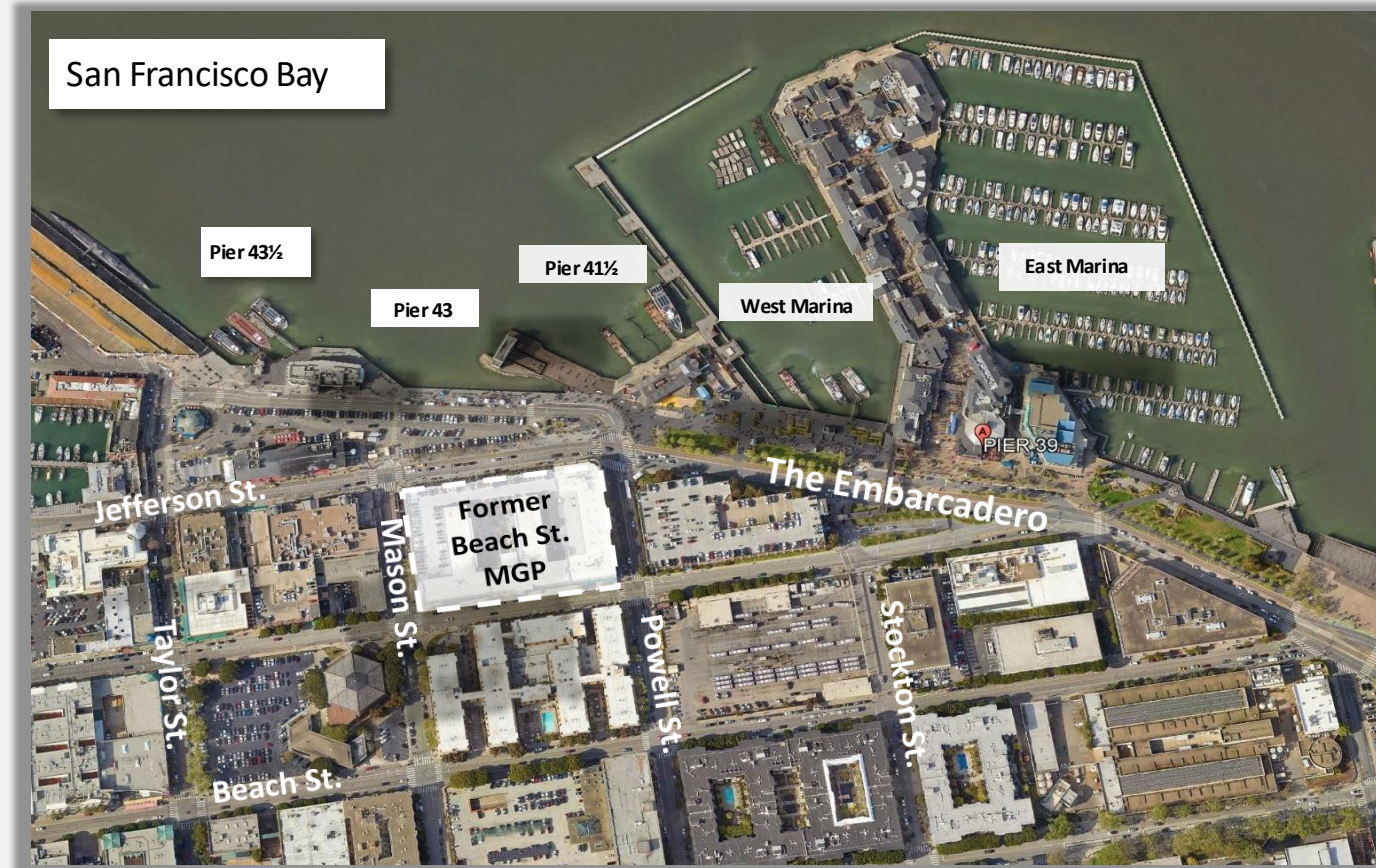 San Francisco Bay
Pier 43½
Pier 41½
East Marina
Pier 43
West Marina
A
PIER 39
The Embarcadero
Jefferson St.
Former
Beach St.
MGP
Mason St.
Taylor St.
Powell St.
Stockton St.
Beach St.